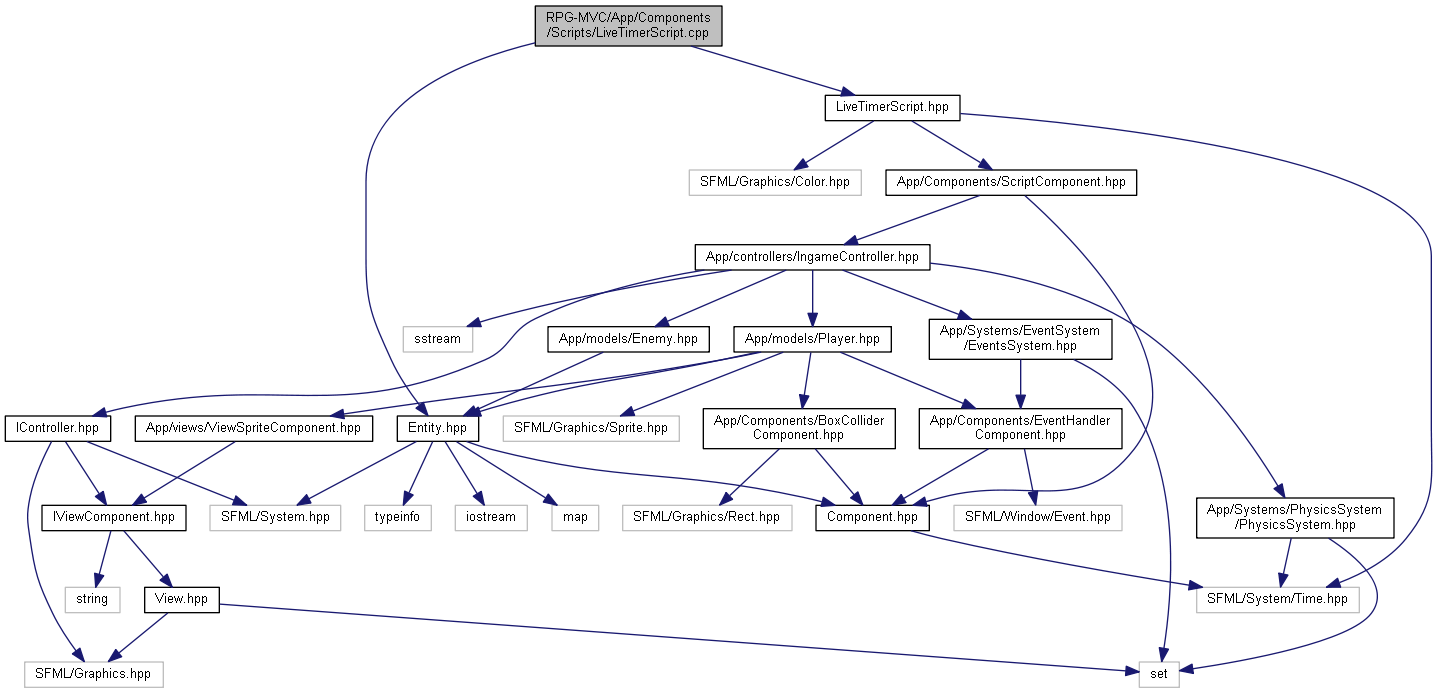 RPG-MVC/App/Components
/Scripts/LiveTimerScript.cpp
LiveTimerScript.hpp
SFML/Graphics/Color.hpp
App/Components/ScriptComponent.hpp
App/controllers/IngameController.hpp
sstream
App/models/Enemy.hpp
App/models/Player.hpp
App/Systems/EventSystem
/EventsSystem.hpp
IController.hpp
App/views/ViewSpriteComponent.hpp
Entity.hpp
SFML/Graphics/Sprite.hpp
App/Components/BoxCollider
Component.hpp
App/Components/EventHandler
Component.hpp
IViewComponent.hpp
SFML/System.hpp
typeinfo
iostream
map
SFML/Graphics/Rect.hpp
Component.hpp
SFML/Window/Event.hpp
App/Systems/PhysicsSystem
/PhysicsSystem.hpp
string
View.hpp
SFML/System/Time.hpp
SFML/Graphics.hpp
set